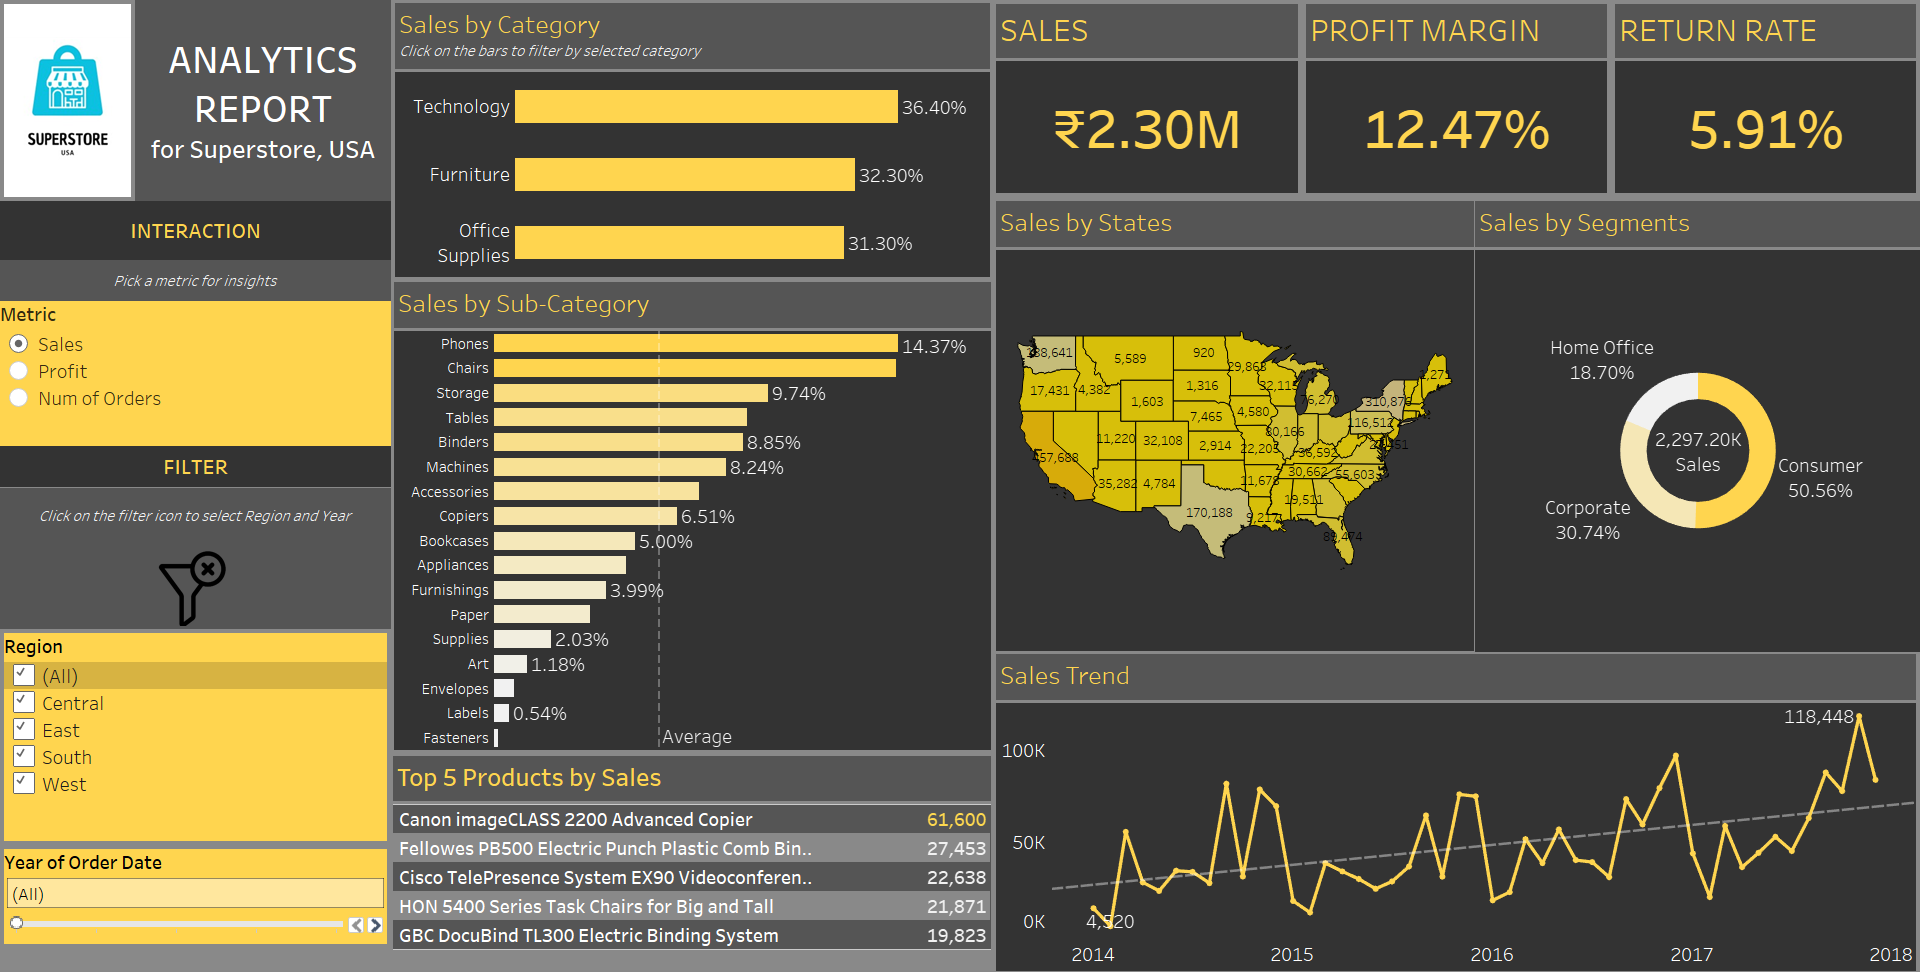 SUPERSTORE
USA
ANALYTICS
REPORT
for Superstore, USA
INTERACTION
Pick a metric for insights
Metric
Sales
Profit
Num of Orders
FILTER
Click on the filter icon to select Region and Year
Region
(All)
Central
East
South
West
Year of Order Date
(All)
Sales by Category
Click on the bars to filter by selected category
Technology 36.40%
Furniture 32.30%
Office
Supplies 31.30%
Sales by Sub-Category
Phones 14.37%
Chairs
Storage 9.74%
Tables
Binders 8.85%
Machines 8.24%
Accessories
Copiers 6.51%
Bookcases 5.00%
Appliances
Furnishings 3.99%
Paper
Supplies 2.03%
Art 1.18%
Envelopes
Labels 0.54%
Fasteners
Average
Top 5 Products by Sales
Canon imageCLASS 2200 Advanced Copier 61,600
Fellowes PB500 Electric Punch Plastic Comb Bin.. 27,453
Cisco TelePresence System EX90 Videoconferen.. 22,638
HON 5400 Series Task Chairs for Big and Tall 21,871
GBC DocuBind TL300 Electric Binding System 19,823
SALES
₹2.30M
PROFIT MARGIN
12.47%
RETURN RATE
5.91%
Sales by States
5,589
920
29,863
17,431
4,382
1,316
32,115
76,270
310,876
1,271
1,603
7,465
4,580
116,512
11,220
32,108
2,914
22,205
80,166
36,592
35,282
4,784
11,678
30,662
55,603
170,188
9,217
19,511
89,474
Sales by Segments
Home Office
18.70%
2,297.20K
Sales
Consumer
50.56%
Corporate
30.74%
Sales Trend
118,448
100K
50K
0K
4,520
2014
2015
2016
2017
2018